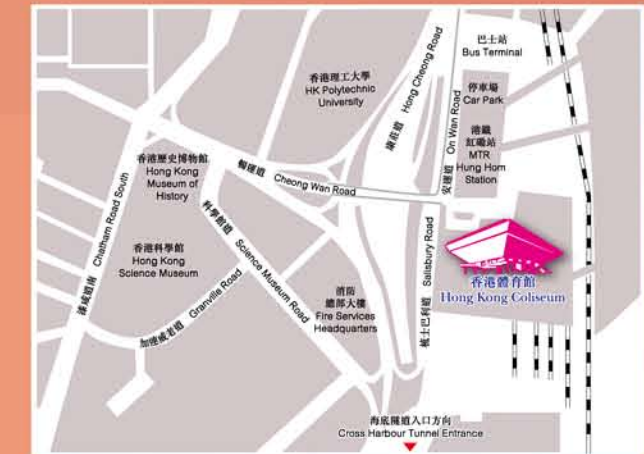 巴士站
Bus Terminal
香港理工大學
HK Polytechnic
University
康莊道 Hong Cheong Road
安運道 On Wan Road
停車場
Car Park
港鐵
紅磡站
MTR
Hung Hom
Station
香港歷史博物館
Hong Kong
Museum of
History
暢運道 Cheong Wan Road
漆咸道南 Chatham Road South
科學館道 Science Museum Road
香港科學館
Hong Kong
Science Museum
加連威老道 Granville Road
消防
總部大樓
Fire Services
Headquarters
梳士巴利道 Salisbury Road
香港體育館
Hong Kong Coliseum
海底隧道入口方向
Cross Harbour Tunnel Entrance